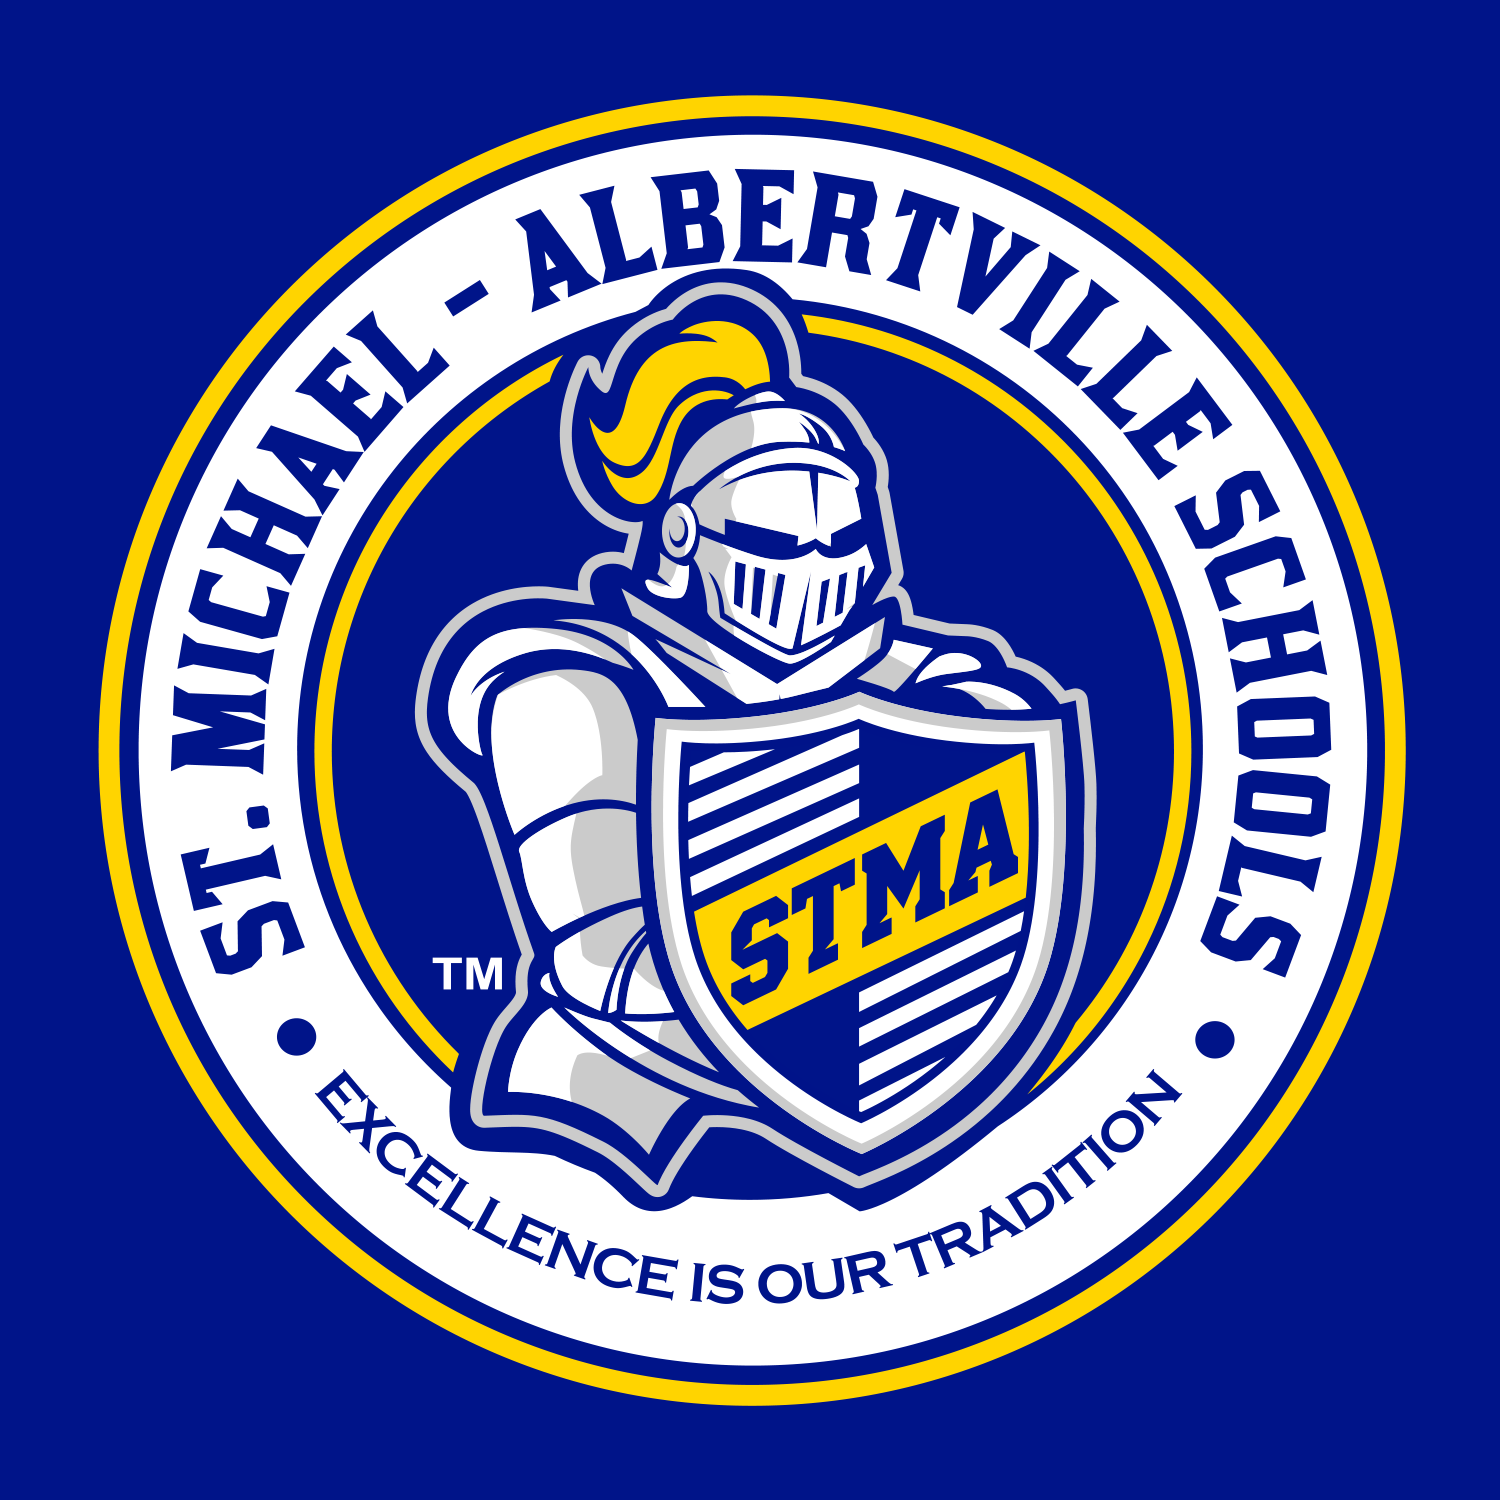 ST. MICHAEL - ALBERTVILLE SCHOOLS
STMA
TM
• EXCELLENCE IS OUR TRADITION •